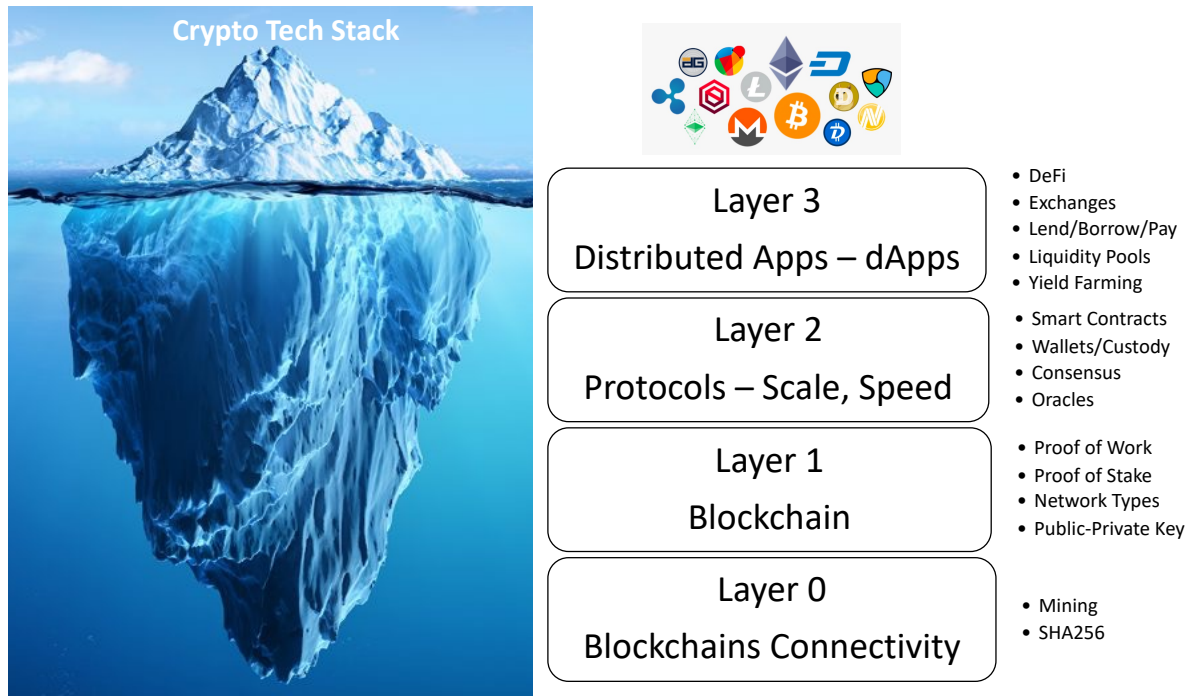 Crypto Tech Stack
Layer 3
Distributed Apps – dApps
• DeFi
• Exchanges
• Lend/Borrow/Pay
• Liquidity Pools
• Yield Farming
Layer 2
Protocols – Scale, Speed
• Smart Contracts
• Wallets/Custody
• Consensus
• Oracles
Layer 1
Blockchain
• Proof of Work
• Proof of Stake
• Network Types
• Public-Private Key
Layer 0
Blockchains Connectivity
• Mining
• SHA256